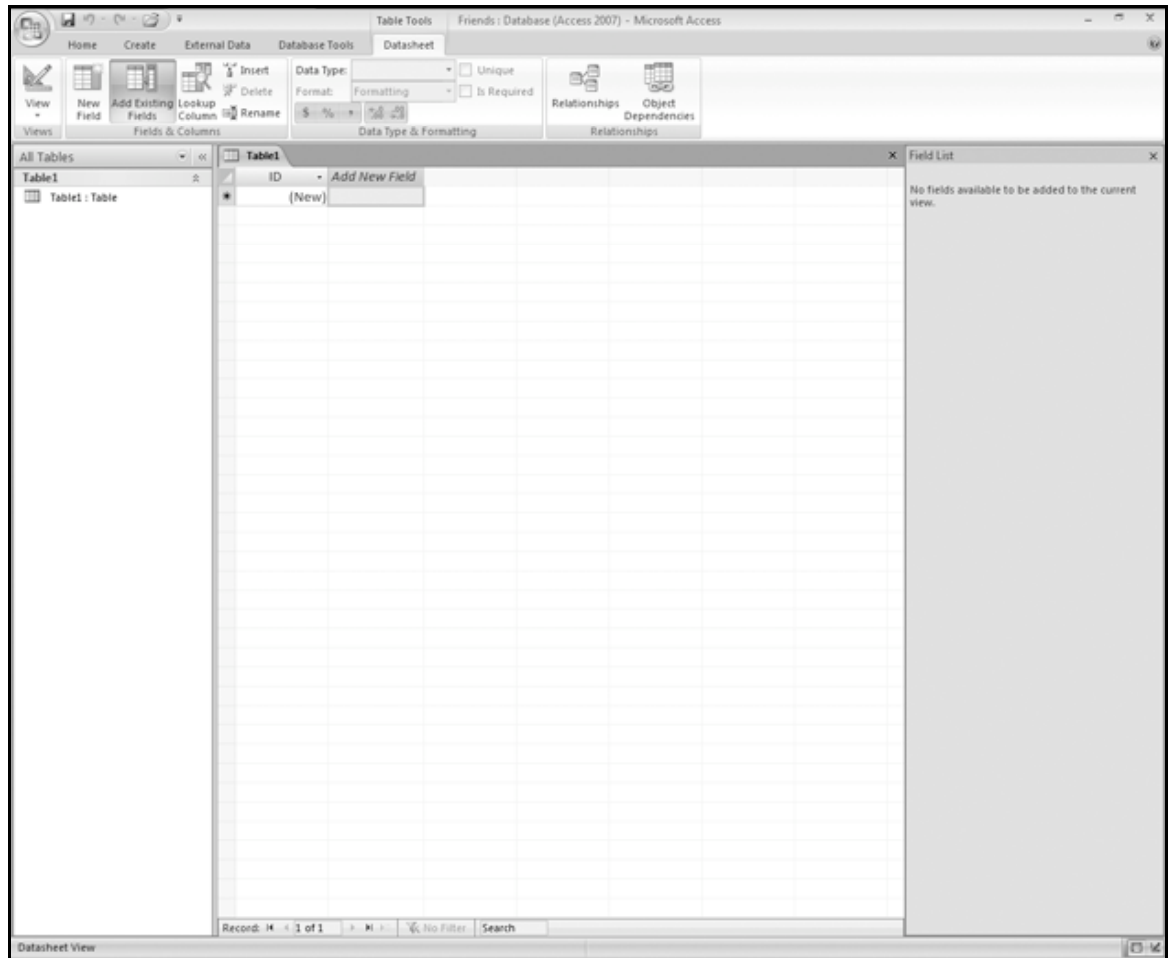 Table Tools
Friends : Database (Access 2007) - Microsoft Access
Home Create External Data Database Tools Datasheet
View
New Field
Add Existing Fields
Lookup Column
Insert
Delete
Rename
Data Type:
Format: Formatting
$ % ,
Unique
Is Required
Relationships
Object Dependencies
Views
Fields & Columns
Data Type & Formatting
Relationships
All Tables
Table1
Table1 : Table
Table1
ID Add New Field
(New)
Field List
No fields available to be added to the current
view.
Record: 1 of 1 No Filter Search
Datasheet View